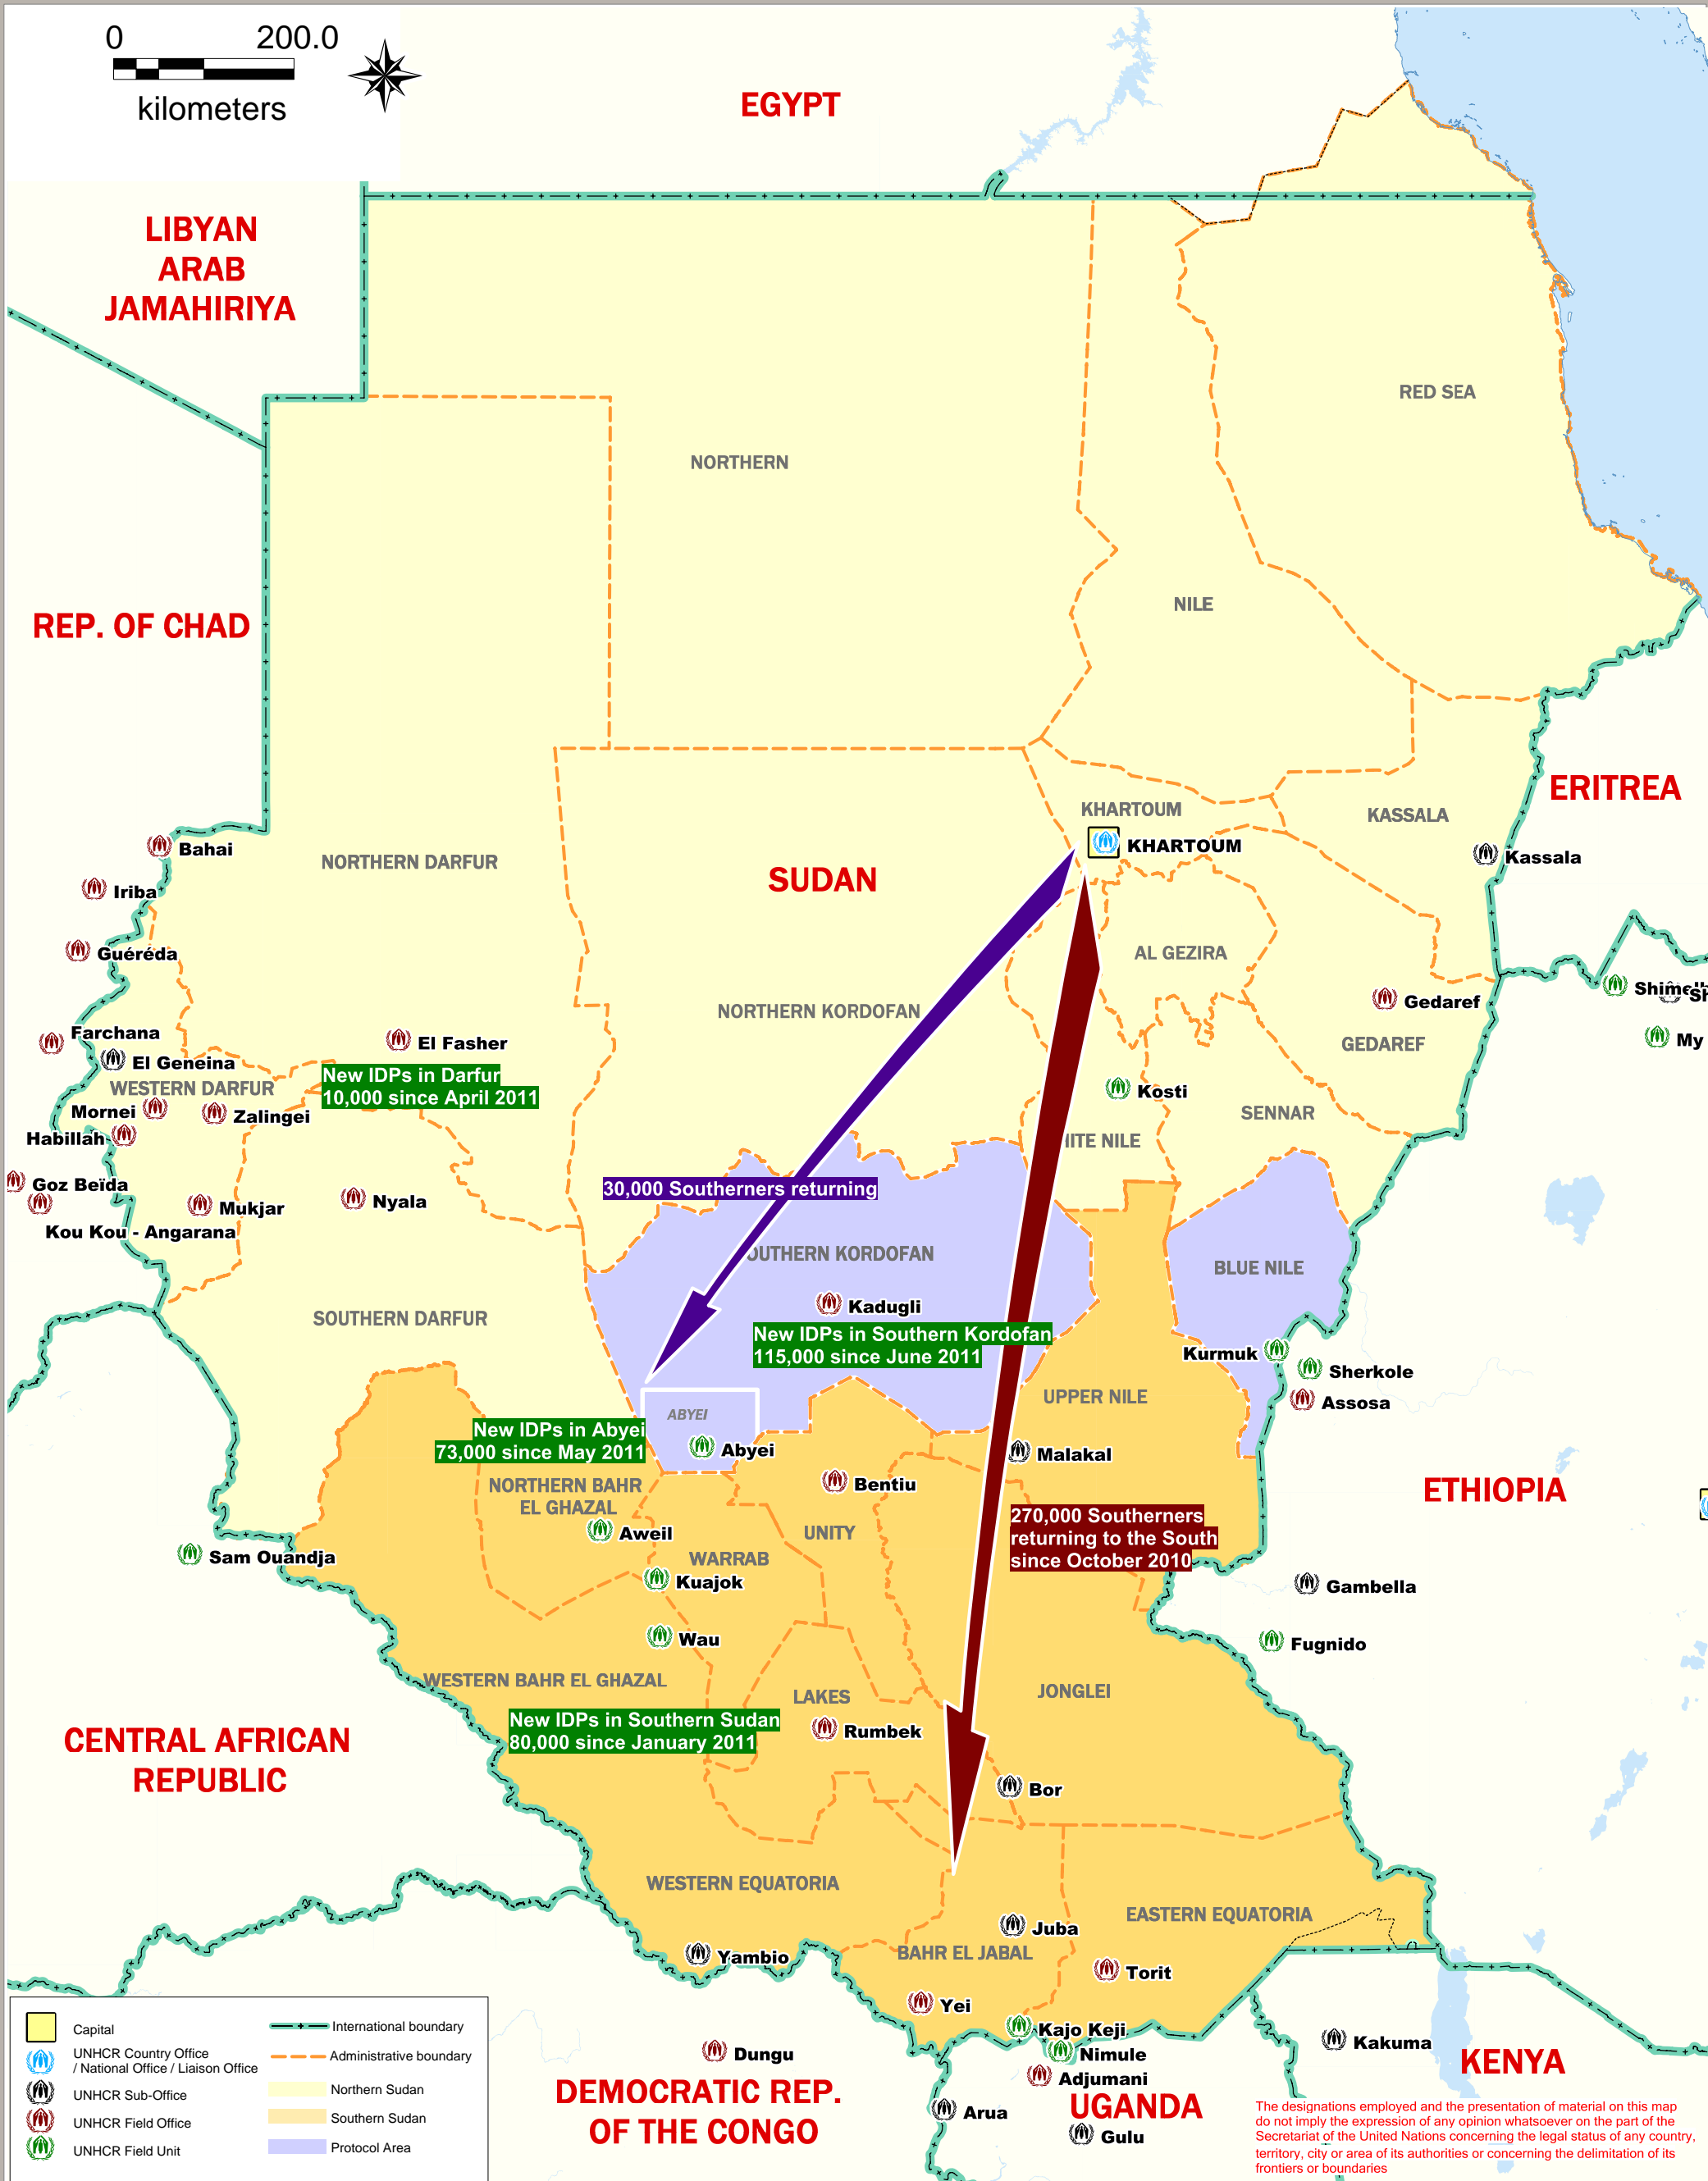 0 200.0
kilometers
EGYPT
LIBYAN
ARAB
JAMAHIRIYA
RED SEA
NORTHERN
NILE
REP. OF CHAD
ERITREA
KHARTOUM
KASSALA
KHARTOUM
Bahai
Kassala
NORTHERN DARFUR
SUDAN
Iriba
Guéréda
AL GEZIRA
Shimelb
Gedaref
NORTHERN KORDOFAN
Farchana
El Fasher
My
GEDAREF
El Geneina
New IDPs in Darfur
10,000 since April 2011
WESTERN DARFUR
Kosti
Mornei
Zalingei
SENNAR
Habillah
ITE NILE
Goz Beïda
30,000 Southerners returning
Mukjar
Nyala
Kou Kou - Angarana
OUTHERN KORDOFAN
BLUE NILE
Kadugli
SOUTHERN DARFUR
New IDPs in Southern Kordofan
115,000 since June 2011
Kurmuk
Sherkole
UPPER NILE
Assosa
ABYEI
New IDPs in Abyei
73,000 since May 2011
Abyei
Malakal
NORTHERN BAHR
EL GHAZAL
Bentiu
ETHIOPIA
270,000 Southerners
returning to the South
since October 2010
Aweil
UNITY
Sam Ouandja
WARRAB
Kuajok
Gambella
Wau
Fugnido
WESTERN BAHR EL GHAZAL
LAKES
JONGLEI
New IDPs in Southern Sudan
80,000 since January 2011
Rumbek
CENTRAL AFRICAN
REPUBLIC
Bor
WESTERN EQUATORIA
EASTERN EQUATORIA
Juba
BAHR EL JABAL
Yambio
Torit
Yei
Kajo Keji
Nimule
Kakuma
Dungu
Adjumani
KENYA
DEMOCRATIC REP.
OF THE CONGO
UGANDA
Arua
Gulu
Capital
UNHCR Country Office
/ National Office / Liaison Office
UNHCR Sub-Office
UNHCR Field Office
UNHCR Field Unit
International boundary
Administrative boundary
Northern Sudan
Southern Sudan
Protocol Area
The designations employed and the presentation of material on this map
do not imply the expression of any opinion whatsoever on the part of the
Secretariat of the United Nations concerning the legal status of any country,
territory, city or area of its authorities or concerning the delimitation of its
frontiers or boundaries